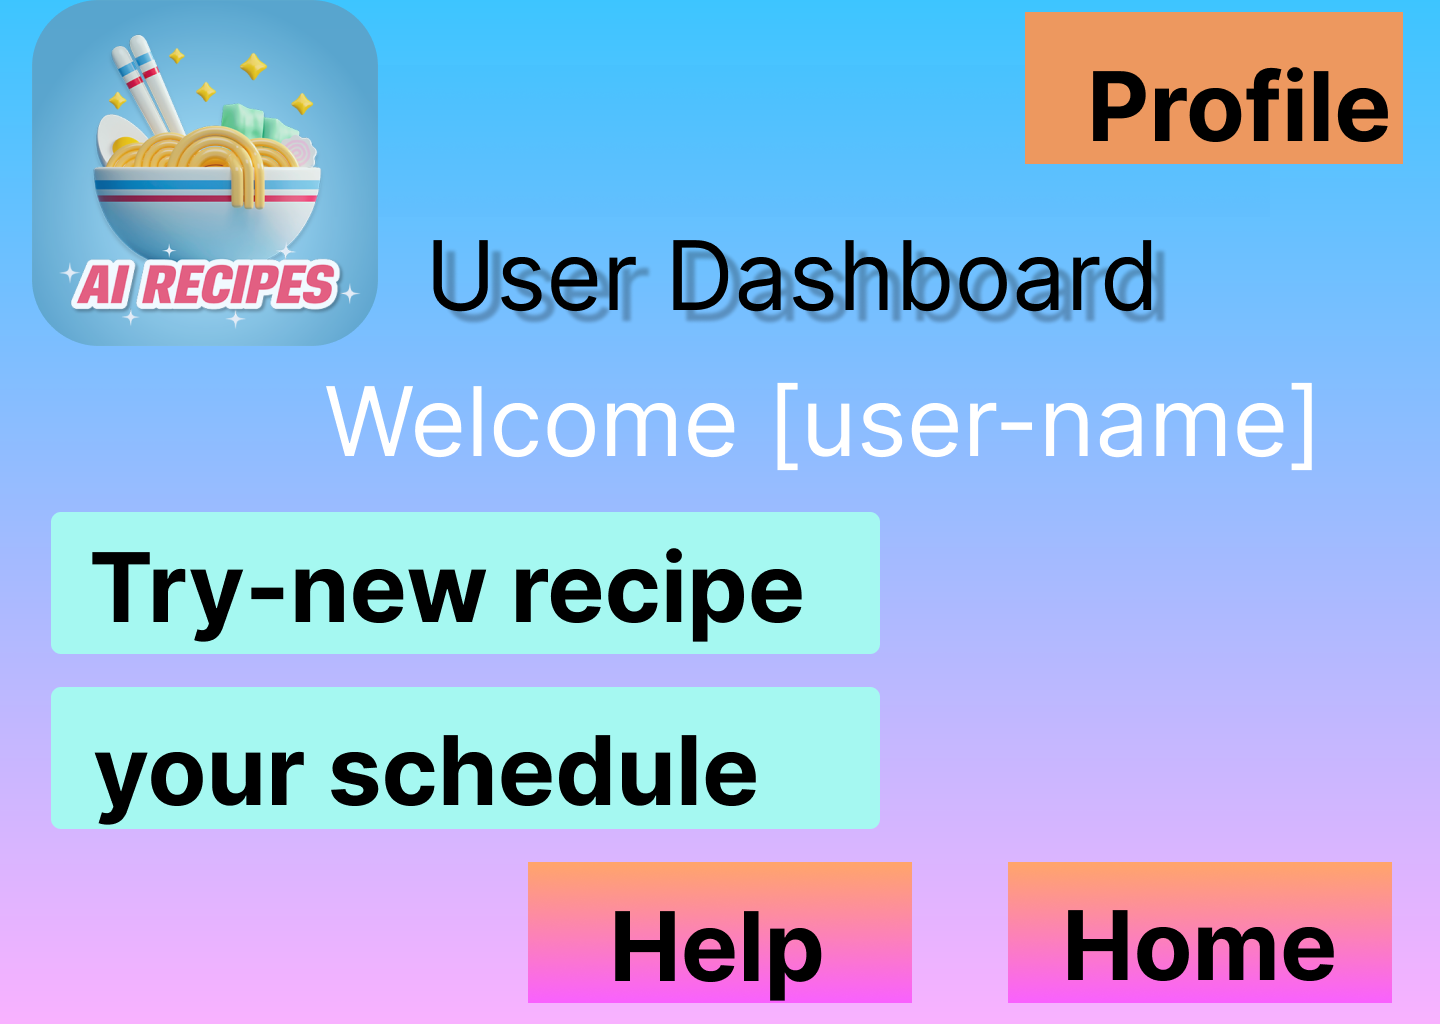 Profile
AI RECIPES
User Dashboard
Welcome [user-name]
Try-new recipe
your schedule
Help
Home